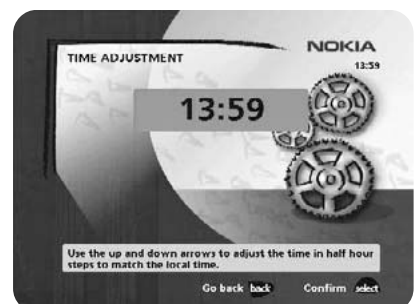 NOKIA
TIME ADJUSTMENT
13:59
13:59
Use the up and down arrows to adjust the time in half hour
steps to match the local time.
Go back back Confirm select